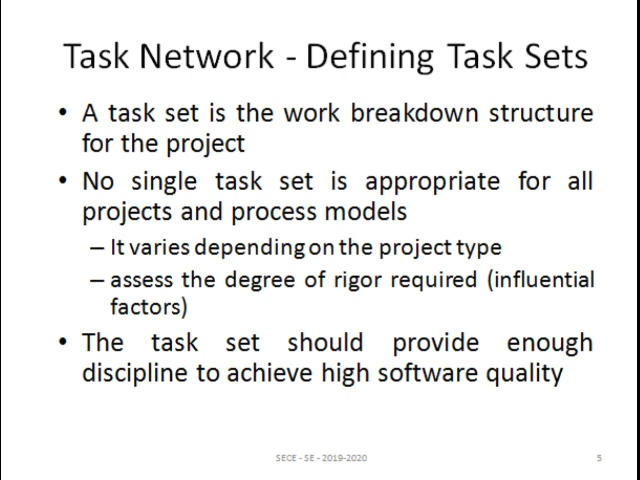 Task Network - Defining Task Sets
• A task set is the work breakdown structure
for the project
• No single task set is appropriate for all
projects and process models
– It varies depending on the project type
– assess the degree of rigor required (influential
factors)
• The task set should provide enough
discipline to achieve high software quality
SECE - SE - 2019-2020
5